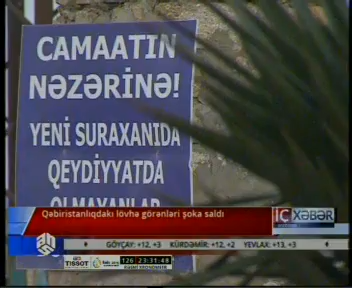 CAMAATIN
NƏZƏRİNƏ!
YENİ SURAXANIDA
QEYDİYYATDA
OLMAYANLAR
Qəbiristanlıqdakı lövhə görənləri şoka saldı
İÇ XƏBƏR
GÖYÇAY: +12, +3 KÜRDƏMİR: +12, +2 YEVLAX: +13, +3
TISSOT
126 23:31:48